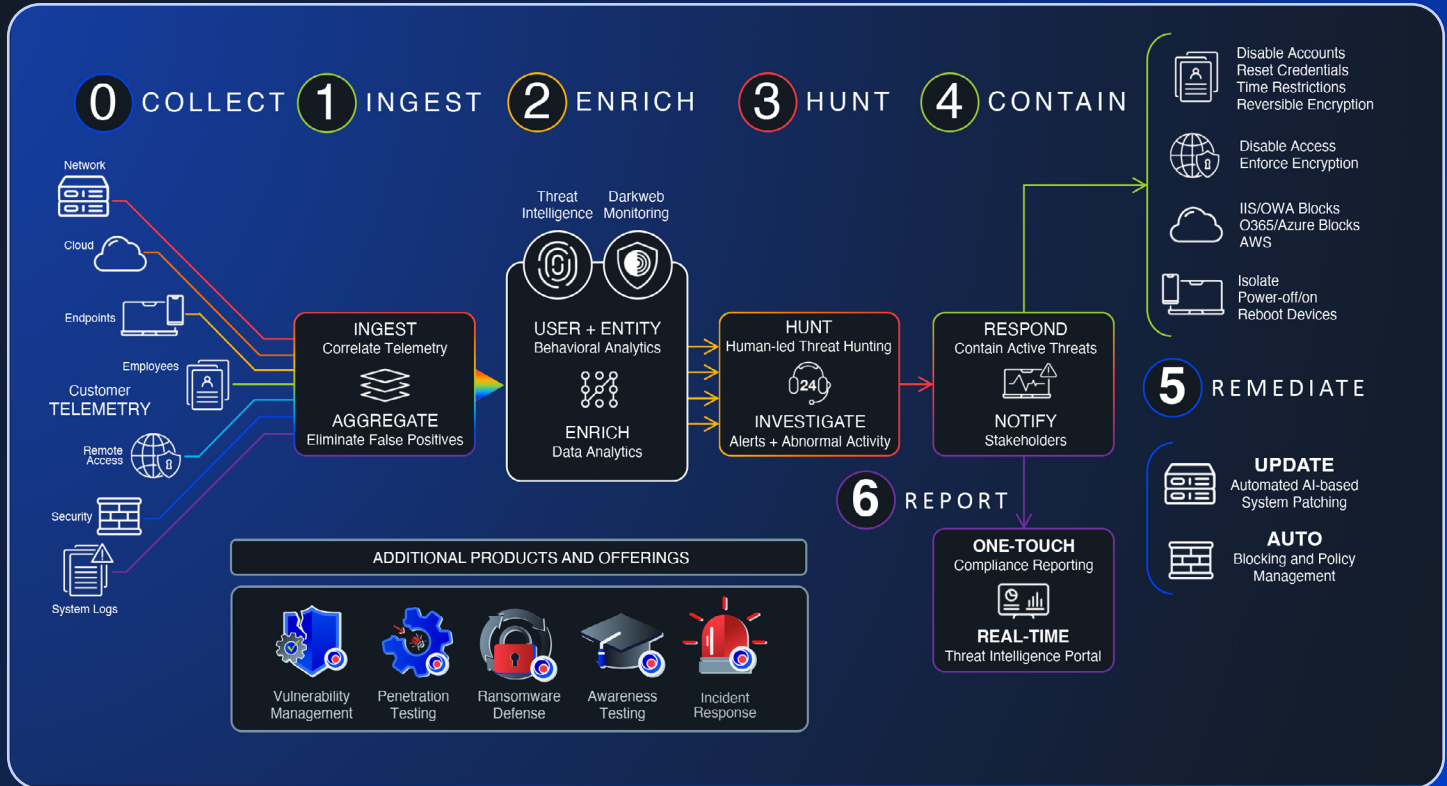 0 COLLECT
1 INGEST
2 ENRICH
3 HUNT
4 CONTAIN
Network
Cloud
Endpoints
Employees
Customer
TELEMETRY
Remote
Access
Security
System Logs
INGEST
Correlate Telemetry
AGGREGATE
Eliminate False Positives
Threat
Intelligence
Darkweb
Monitoring
USER + ENTITY
Behavioral Analytics
ENRICH
Data Analytics
HUNT
Human-led Threat Hunting
24
INVESTIGATE
Alerts + Abnormal Activity
RESPOND
Contain Active Threats
NOTIFY
Stakeholders
Disable Accounts
Reset Credentials
Time Restrictions
Reversible Encryption
Disable Access
Enforce Encryption
IIS/OWA Blocks
O365/Azure Blocks
AWS
Isolate
Power-off/on
Reboot Devices
5 REMEDIATE
UPDATE
Automated AI-based
System Patching
AUTO
Blocking and Policy
Management
6 REPORT
ONE-TOUCH
Compliance Reporting
REAL-TIME
Threat Intelligence Portal
ADDITIONAL PRODUCTS AND OFFERINGS
Vulnerability
Management
Penetration
Testing
Ransomware
Defense
Awareness
Testing
Incident
Response